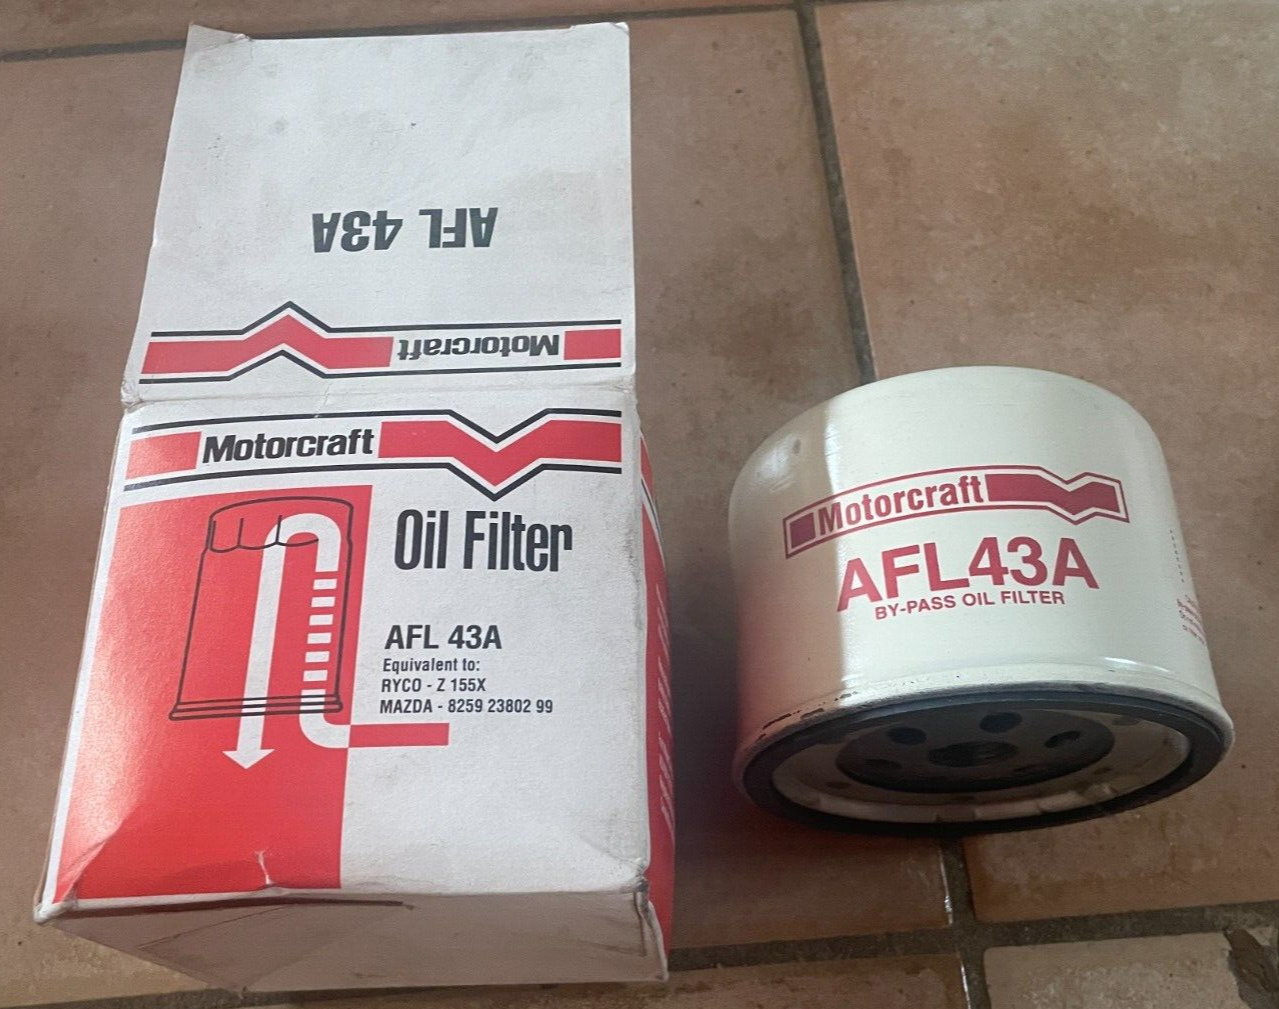 AFL 43A
Motorcraft
Motorcraft
Oil Filter
AFL 43A
Equivalent to:
RYCO - Z 155X
MAZDA - 8259 23802 99
Motorcraft
AFL43A
BY-PASS OIL FILTER